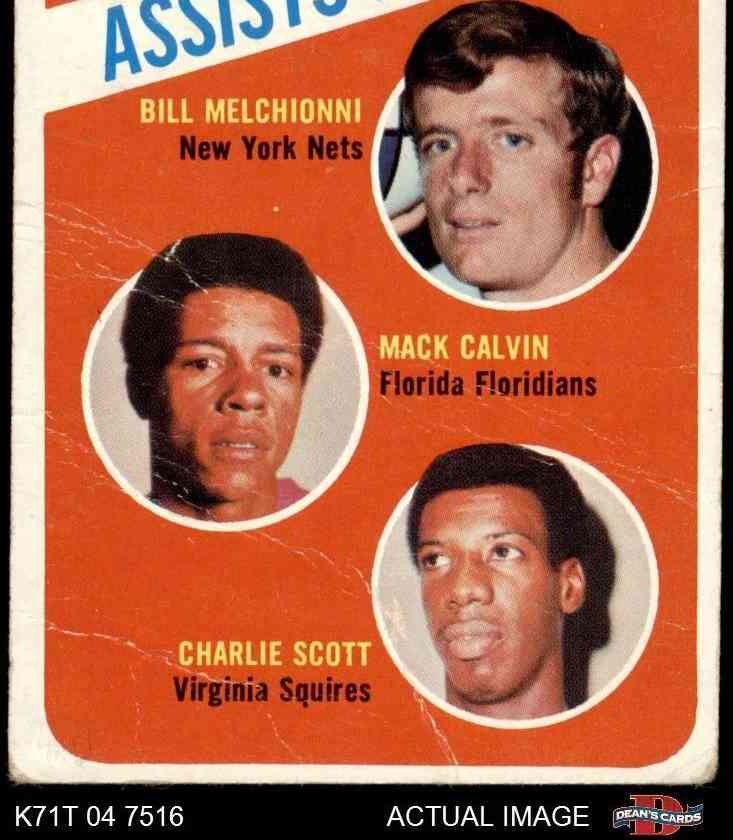 ASSISTS
BILL MELCHIONNI
New York Nets
MACK CALVIN
Florida Floridians
CHARLIE SCOTT
Virginia Squires
K71T 04 7516
ACTUAL IMAGE
DEAN'S CARDS